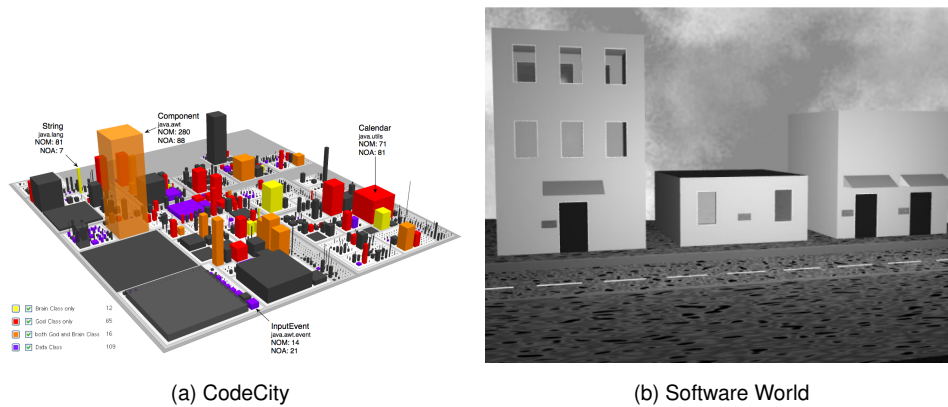 String
java.lang
NOM: 81
NOA: 7
Component
java.awt
NOM: 280
NOA: 88
Calendar
java.utils
NOM: 71
NOA: 81
Brain Class only 12
God Class only 65
both God and Brain Class 16
Data Class 109
InputEvent
java.awt.event
NOM: 14
NOA: 21
(a) CodeCity
(b) Software World